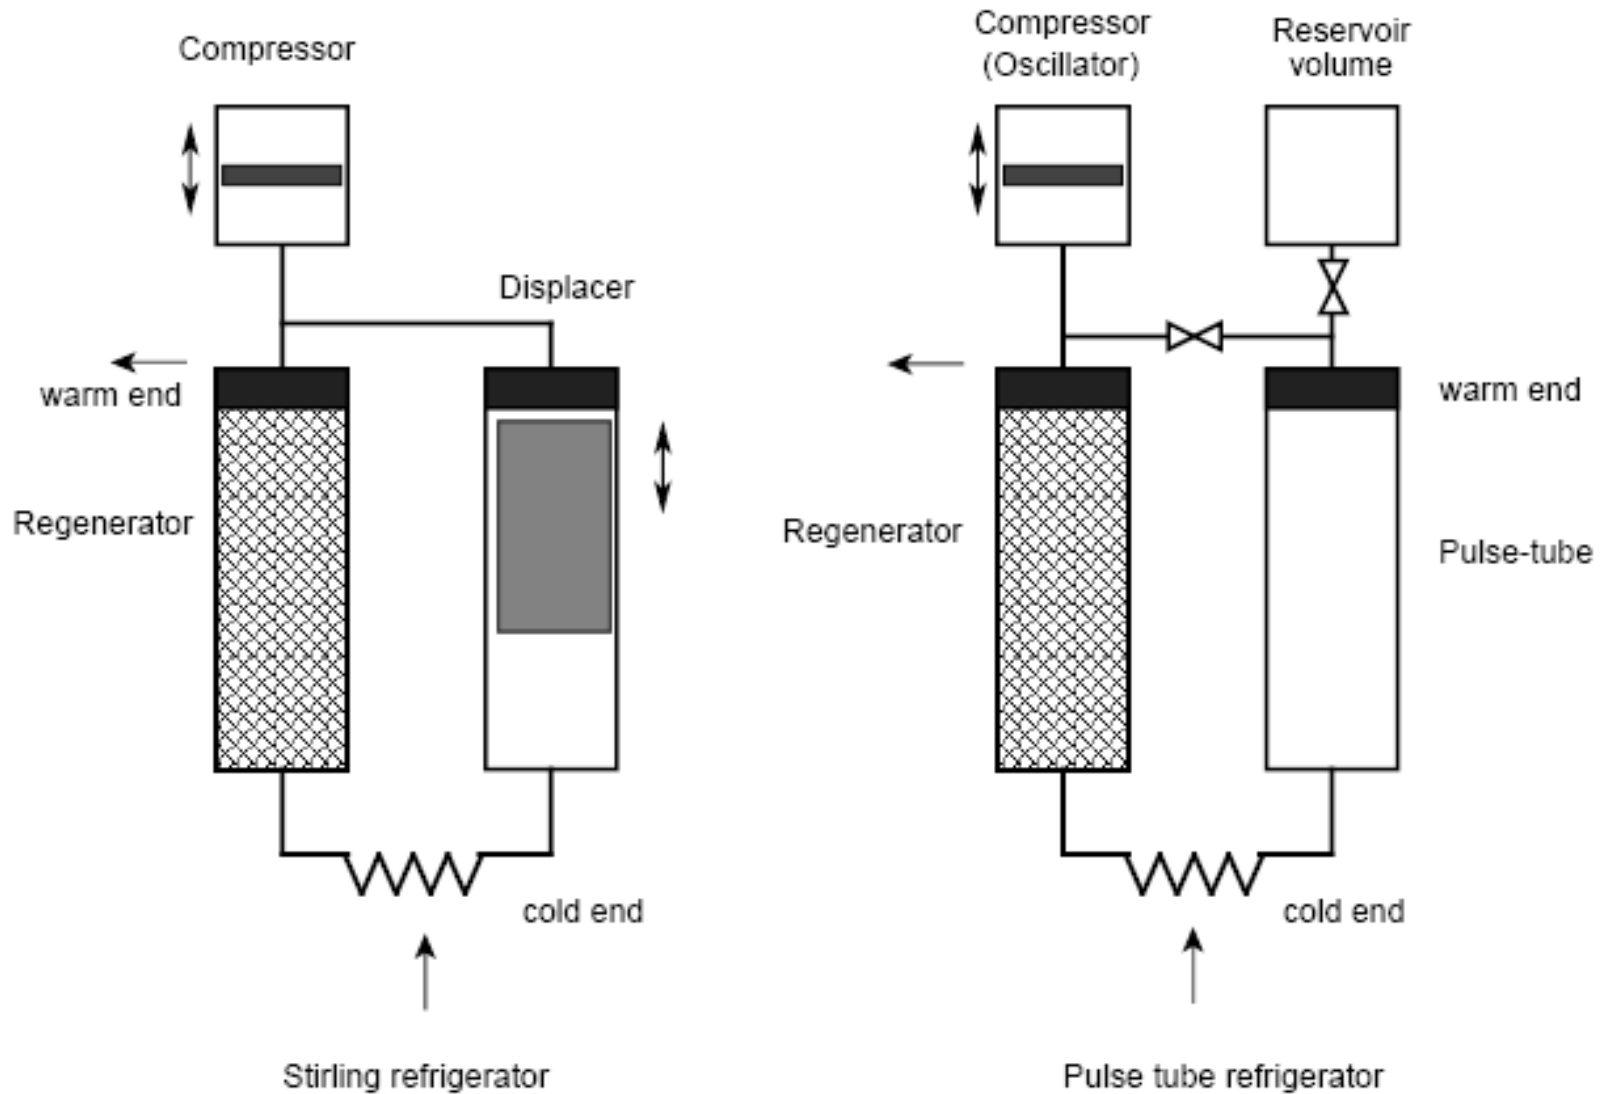 Compressor
Displacer
warm end
Regenerator
cold end
Stirling refrigerator
Compressor
(Oscillator)
Reservoir
volume
warm end
Regenerator
Pulse-tube
cold end
Pulse tube refrigerator